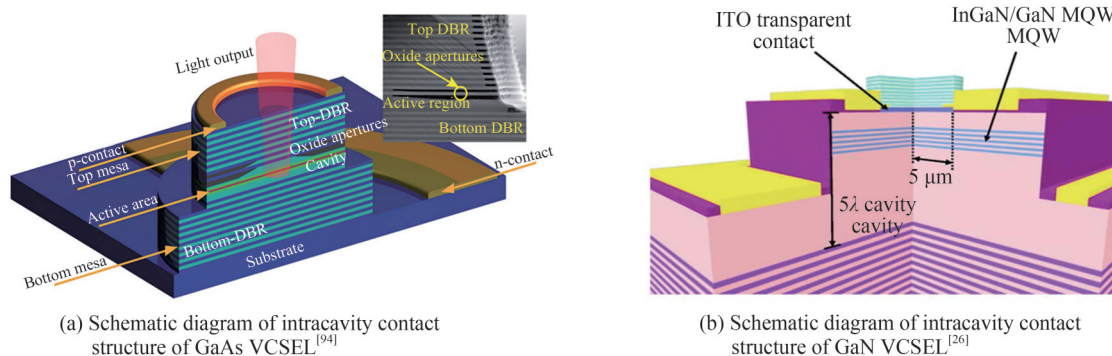 Light output
Top DBR
Oxide apertures
Active region
Bottom DBR
Top-DBR
Oxide apertures
Cavity
p-contact
Top mesa
n-contact
Active area
Bottom-DBR
Substrate
Bottom mesa
(a) Schematic diagram of intracavity contact
structure of GaAs VCSEL[94]
ITO transparent
contact
InGaN/GaN MQW
MQW
5 μm
5λ cavity
cavity
(b) Schematic diagram of intracavity contact
structure of GaN VCSEL[26]